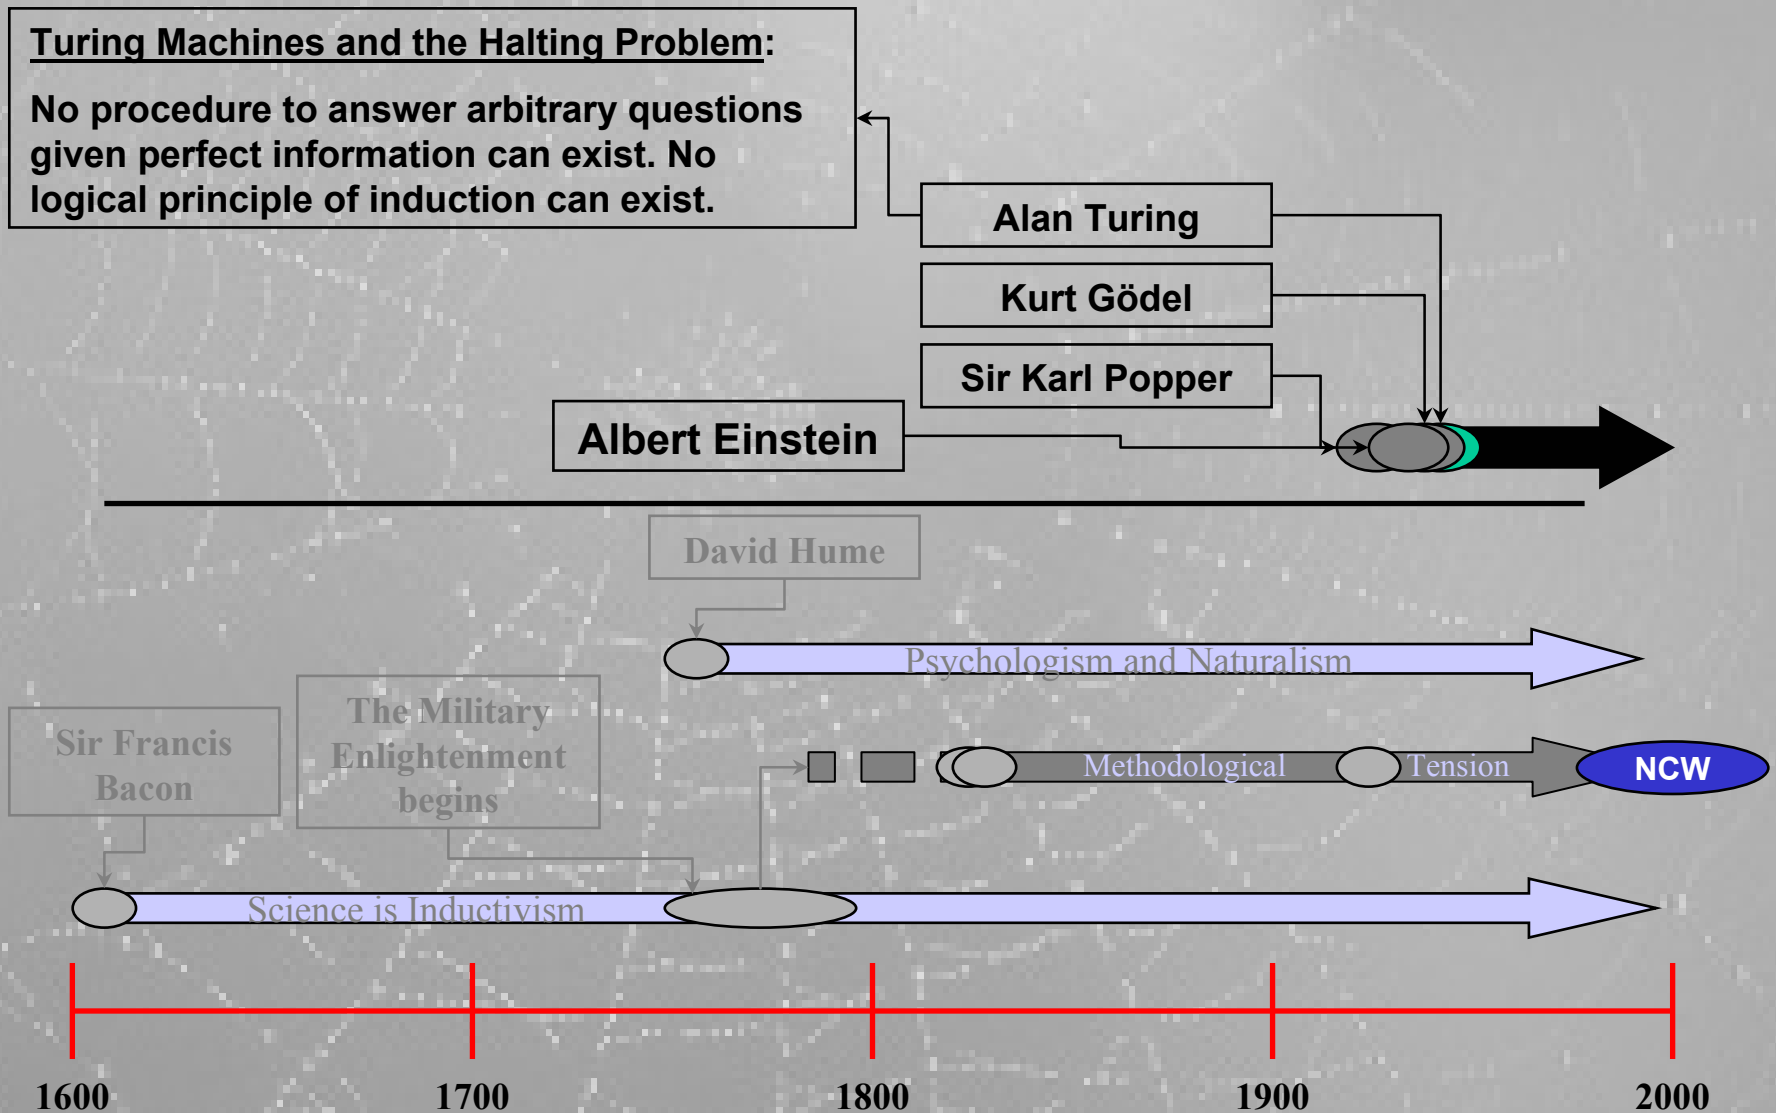 Turing Machines and the Halting Problem:
No procedure to answer arbitrary questions
given perfect information can exist. No
logical principle of induction can exist.
Alan Turing
Kurt Gödel
Sir Karl Popper
Albert Einstein
David Hume
Psychologism and Naturalism
The Military
Enlightenment
begins
Sir Francis
Bacon
Methodological Tension
NCW
Science is Inductivism
1600 1700 1800 1900 2000